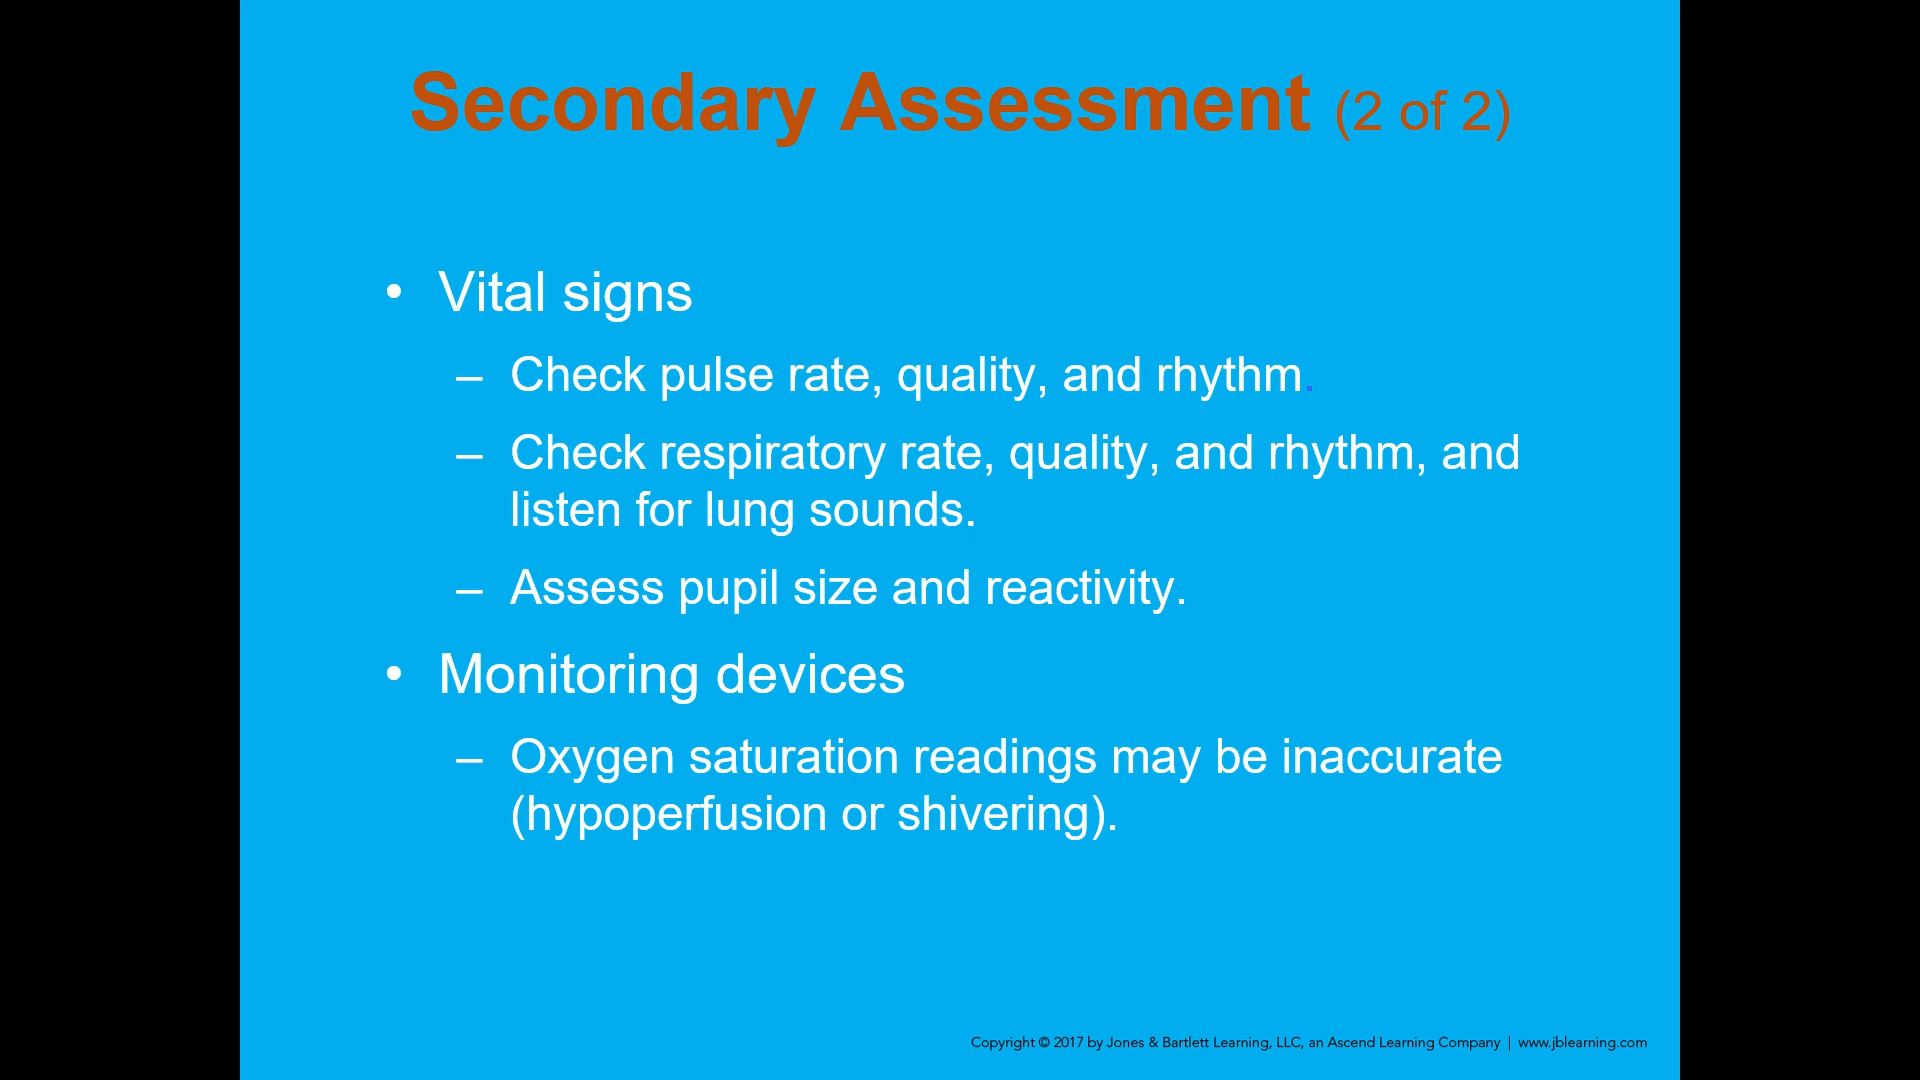 Secondary Assessment (2 of 2)
• Vital signs
– Check pulse rate, quality, and rhythm.
– Check respiratory rate, quality, and rhythm, and
listen for lung sounds.
– Assess pupil size and reactivity.
• Monitoring devices
– Oxygen saturation readings may be inaccurate
(hypoperfusion or shivering).
Copyright © 2017 by Jones & Bartlett Learning, LLC, an Ascend Learning Company | www.jblearning.com